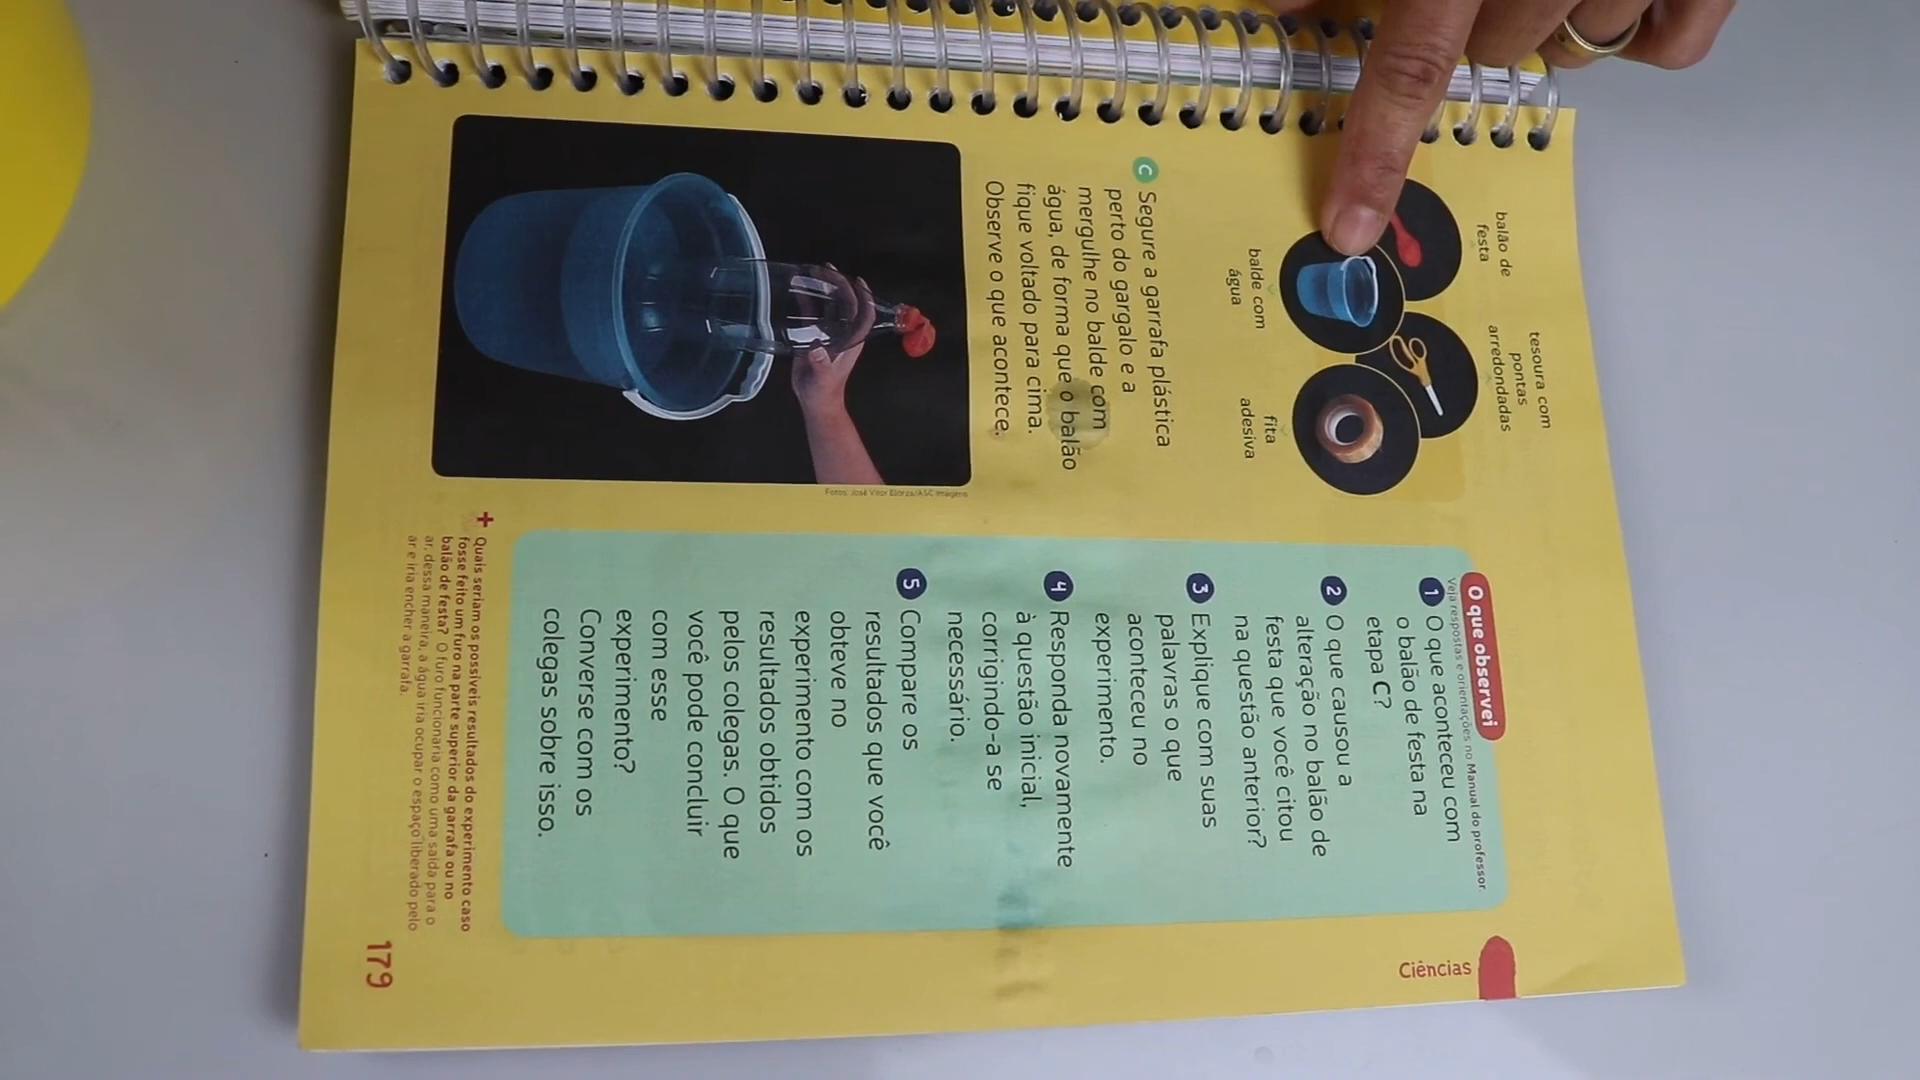 balão de
festa
tesoura com
pontas
arredondadas
balde com
água
fita
adesiva
C Segure a garrafa plástica
perto do gargalo e a
mergulhe no balde com
água, de forma que o balão
fique voltado para cima.
Observe o que acontece.
Fotos: José Vitor Elorza/ASC Imagens
O que observei
Veja respostas e orientações no Manual do professor.
1 O que aconteceu com
o balão de festa na
etapa C?
2 O que causou a
alteração no balão de
festa que você citou
na questão anterior?
3 Explique com suas
palavras o que
aconteceu no
experimento.
4 Responda novamente
à questão inicial,
corrigindo-a se
necessário.
5 Compare os
resultados que você
obteve no
experimento com os
resultados obtidos
pelos colegas. O que
você pode concluir
com esse
experimento?
Converse com os
colegas sobre isso.
+ Quais seriam os possíveis resultados do experimento caso
fosse feito um furo na parte superior da garrafa ou no
balão de festa? O furo funcionaria como uma saída para o
ar, dessa maneira, a água iria ocupar o espaço liberado pelo
ar e iria encher a garrafa.
Ciências
179